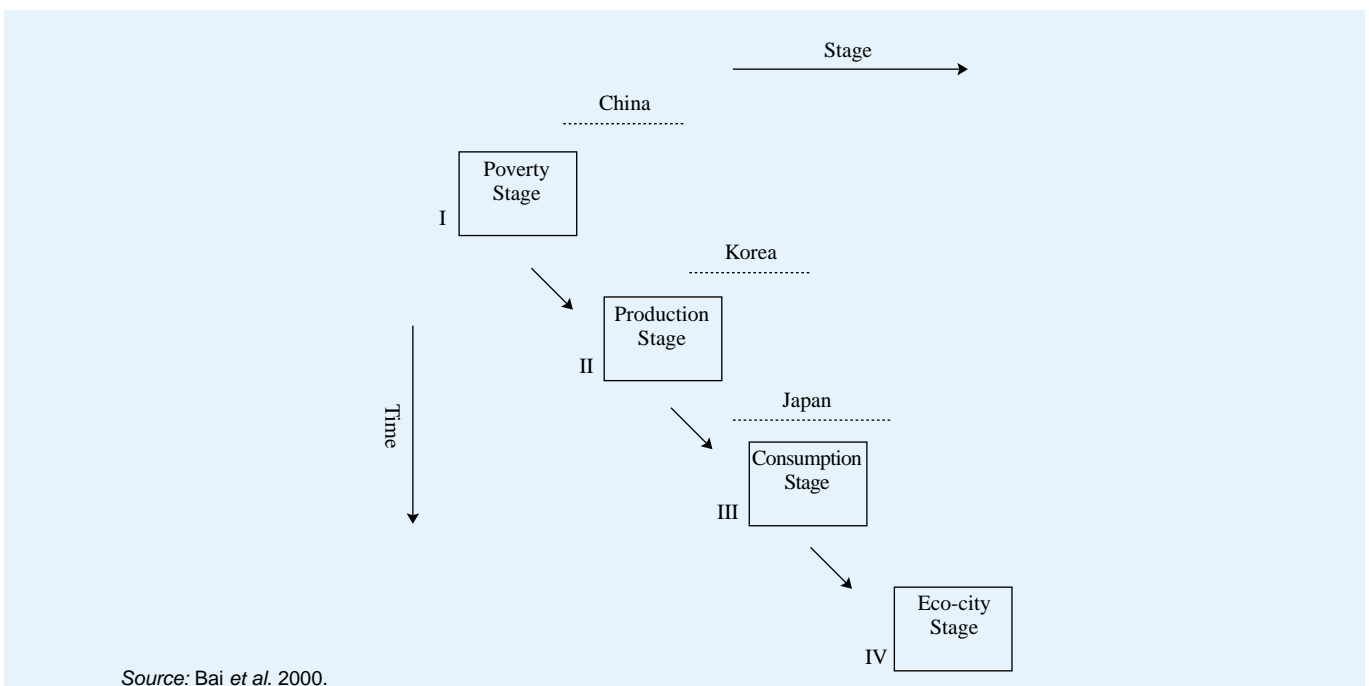 Stage
China
Poverty
Stage
I
Korea
Production
Stage
II
Time
Japan
Consumption
Stage
III
Eco-city
Stage
IV
Source: Bai et al. 2000.